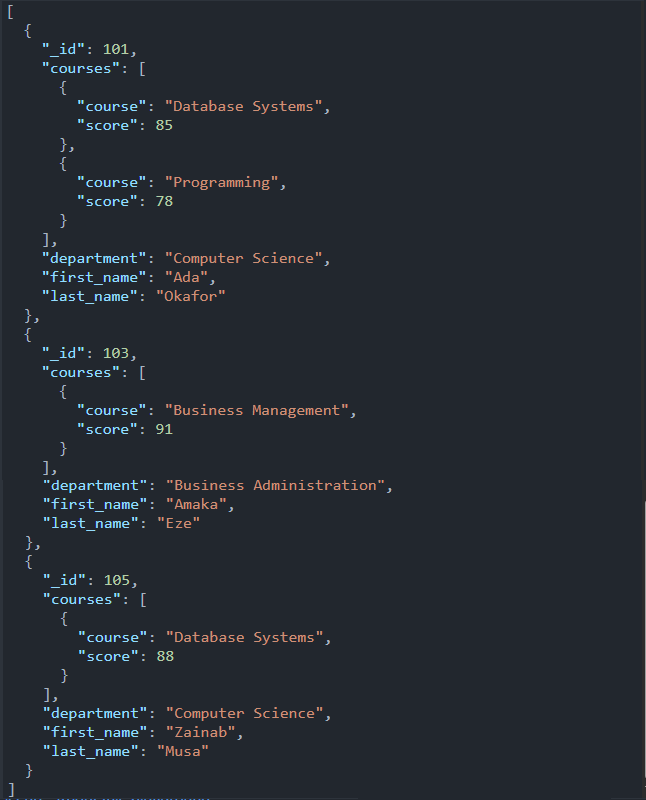 [
  {
    "_id": 101,
    "courses": [
      {
        "course": "Database Systems",
        "score": 85
      },
      {
        "course": "Programming",
        "score": 78
      }
    ],
    "department": "Computer Science",
    "first_name": "Ada",
    "last_name": "Okafor"
  },
  {
    "_id": 103,
    "courses": [
      {
        "course": "Business Management",
        "score": 91
      }
    ],
    "department": "Business Administration",
    "first_name": "Amaka",
    "last_name": "Eze"
  },
  {
    "_id": 105,
    "courses": [
      {
        "course": "Database Systems",
        "score": 88
      }
    ],
    "department": "Computer Science",
    "first_name": "Zainab",
    "last_name": "Musa"
  }
]